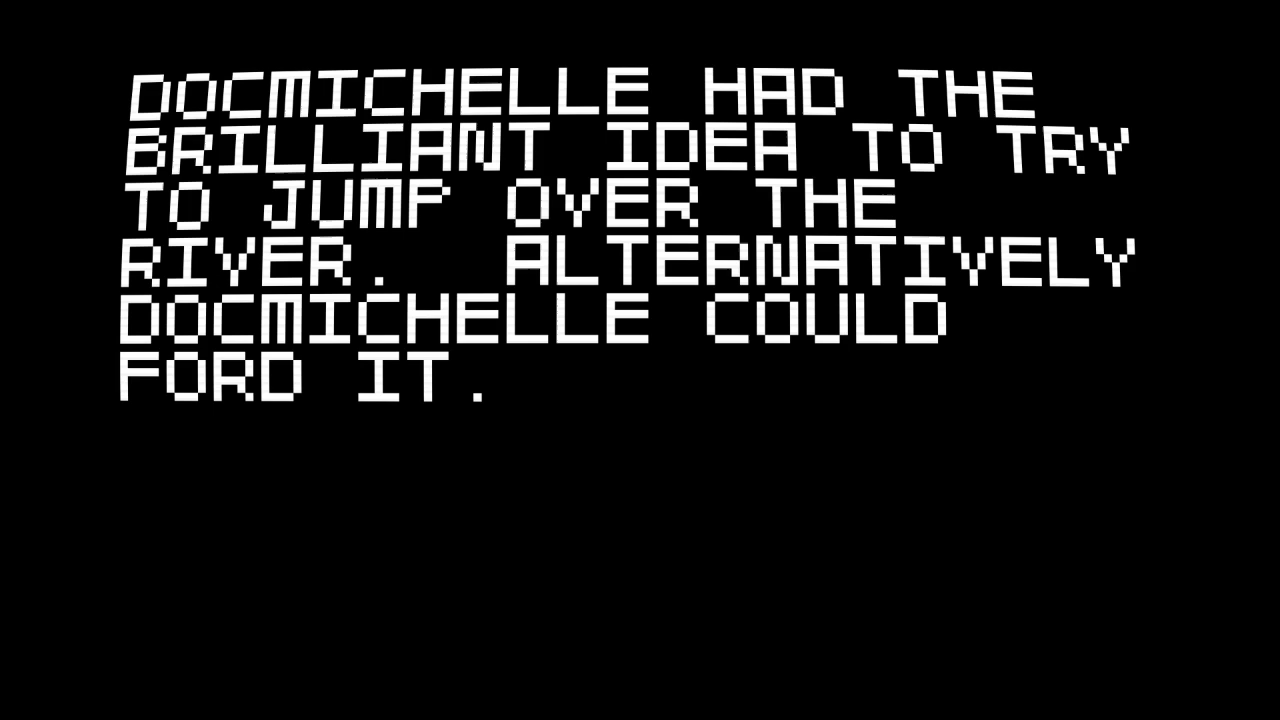 DOCMICHELLE HAD THE
BRILLIANT IDEA TO TRY
TO JUMP OVER THE
RIVER.  ALTERNATIVELY
DOCMICHELLE COULD
FORD IT.